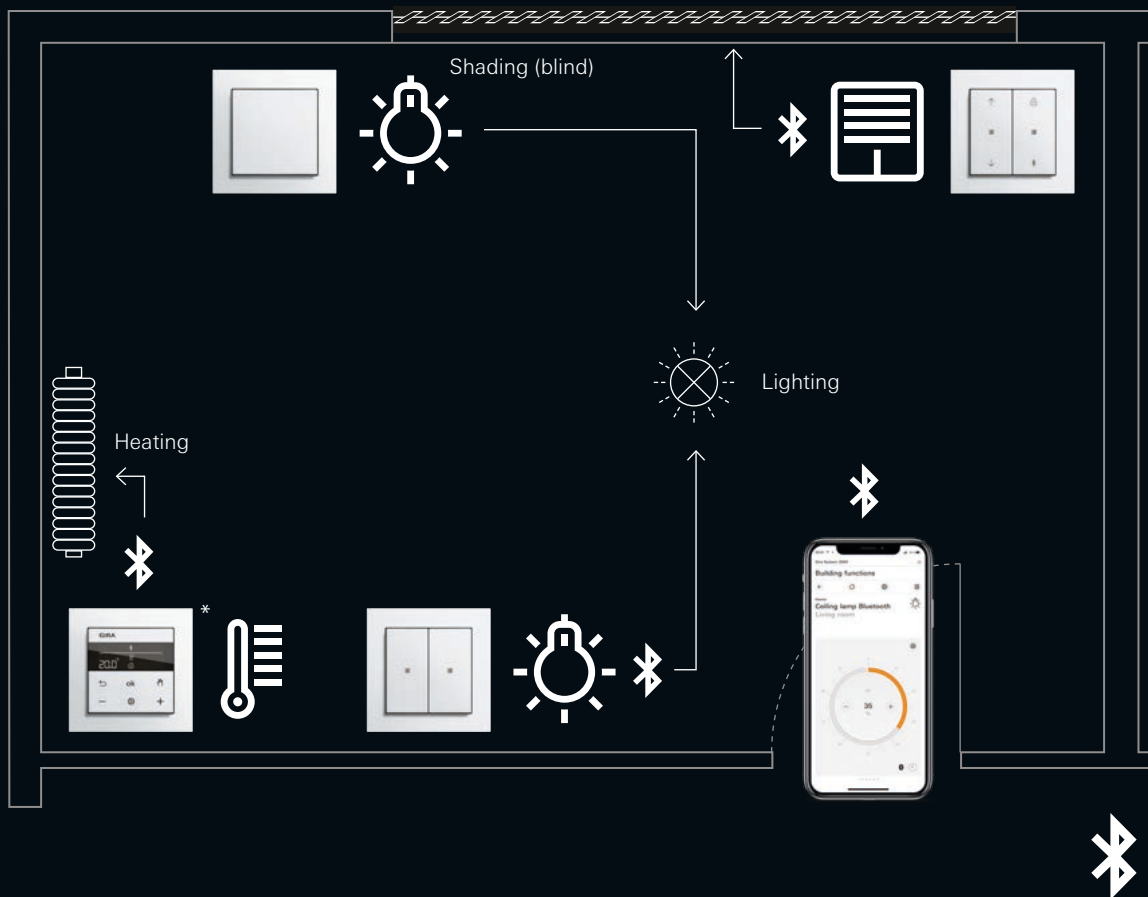 Shading (blind)
Lighting
Heating
*
GIRA
20.0°
ok
Building functions
Ceiling lamp Bluetooth
Living room
35